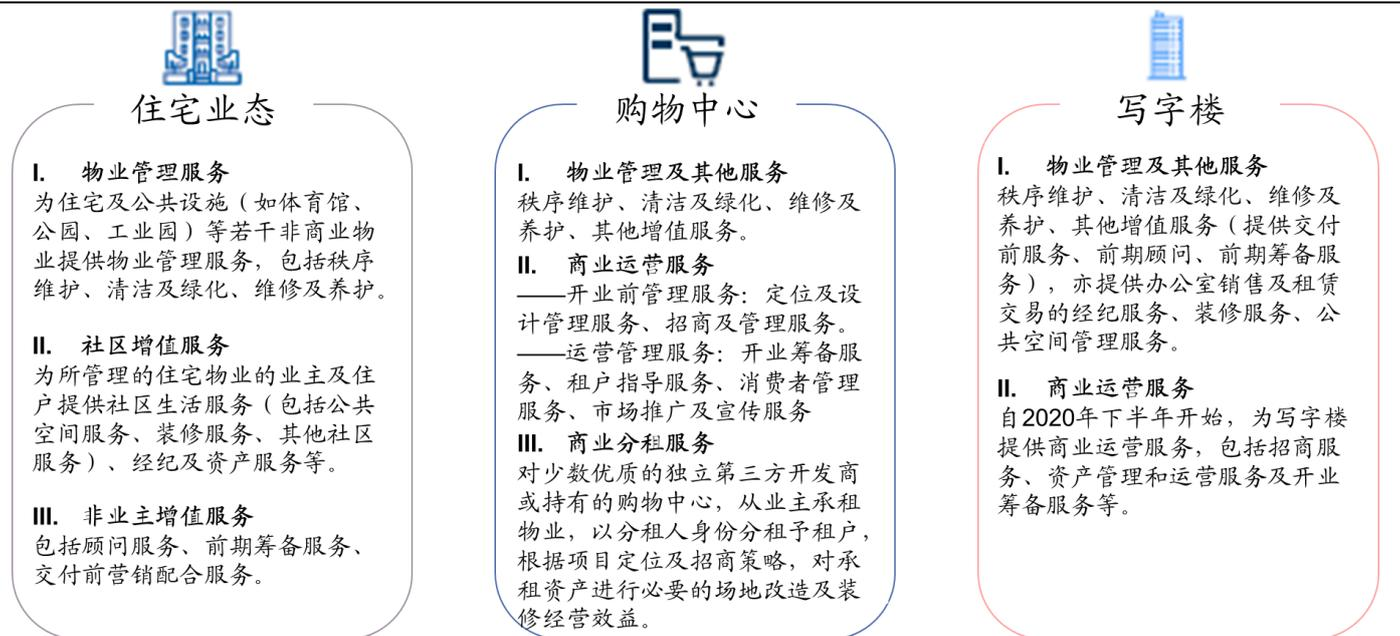 住宅业态
I. 物业管理服务
为住宅及公共设施（如体育馆、
公园、工业园）等若干非商业物
业提供物业管理服务，包括秩序
维护、清洁及绿化、维修及养护。
II. 社区增值服务
为所管理的住宅物业的业主及住
户提供社区生活服务（包括公共
空间服务、装修服务、其他社区
服务）、经纪及资产服务等。
III. 非业主增值服务
包括顾问服务、前期筹备服务、
交付前营销配合服务。
购物中心
I. 物业管理及其他服务
秩序维护、清洁及绿化、维修及
养护、其他增值服务。
II. 商业运营服务
——开业前管理服务：定位及设
计管理服务、招商及管理服务。
——运营管理服务：开业筹备服
务、租户指导服务、消费者管理
服务、市场推广及宣传服务
III. 商业分租服务
对少数优质的独立第三方开发商
或持有的购物中心，从业主承租
物业，以分租人身份分租予租户，
根据项目定位及招商策略，对承
租资产进行必要的场地改造及装
修经营效益。
写字楼
I. 物业管理及其他服务
秩序维护、清洁及绿化、维修及
养护、其他增值服务（提供交付
前服务、前期顾问、前期筹备服
务），亦提供办公室销售及租赁
交易的经纪服务、装修服务、公
共空间管理服务。
II. 商业运营服务
自2020年下半年开始，为写字楼
提供商业运营服务，包括招商服
务、资产管理和运营服务及开业
筹备服务等。